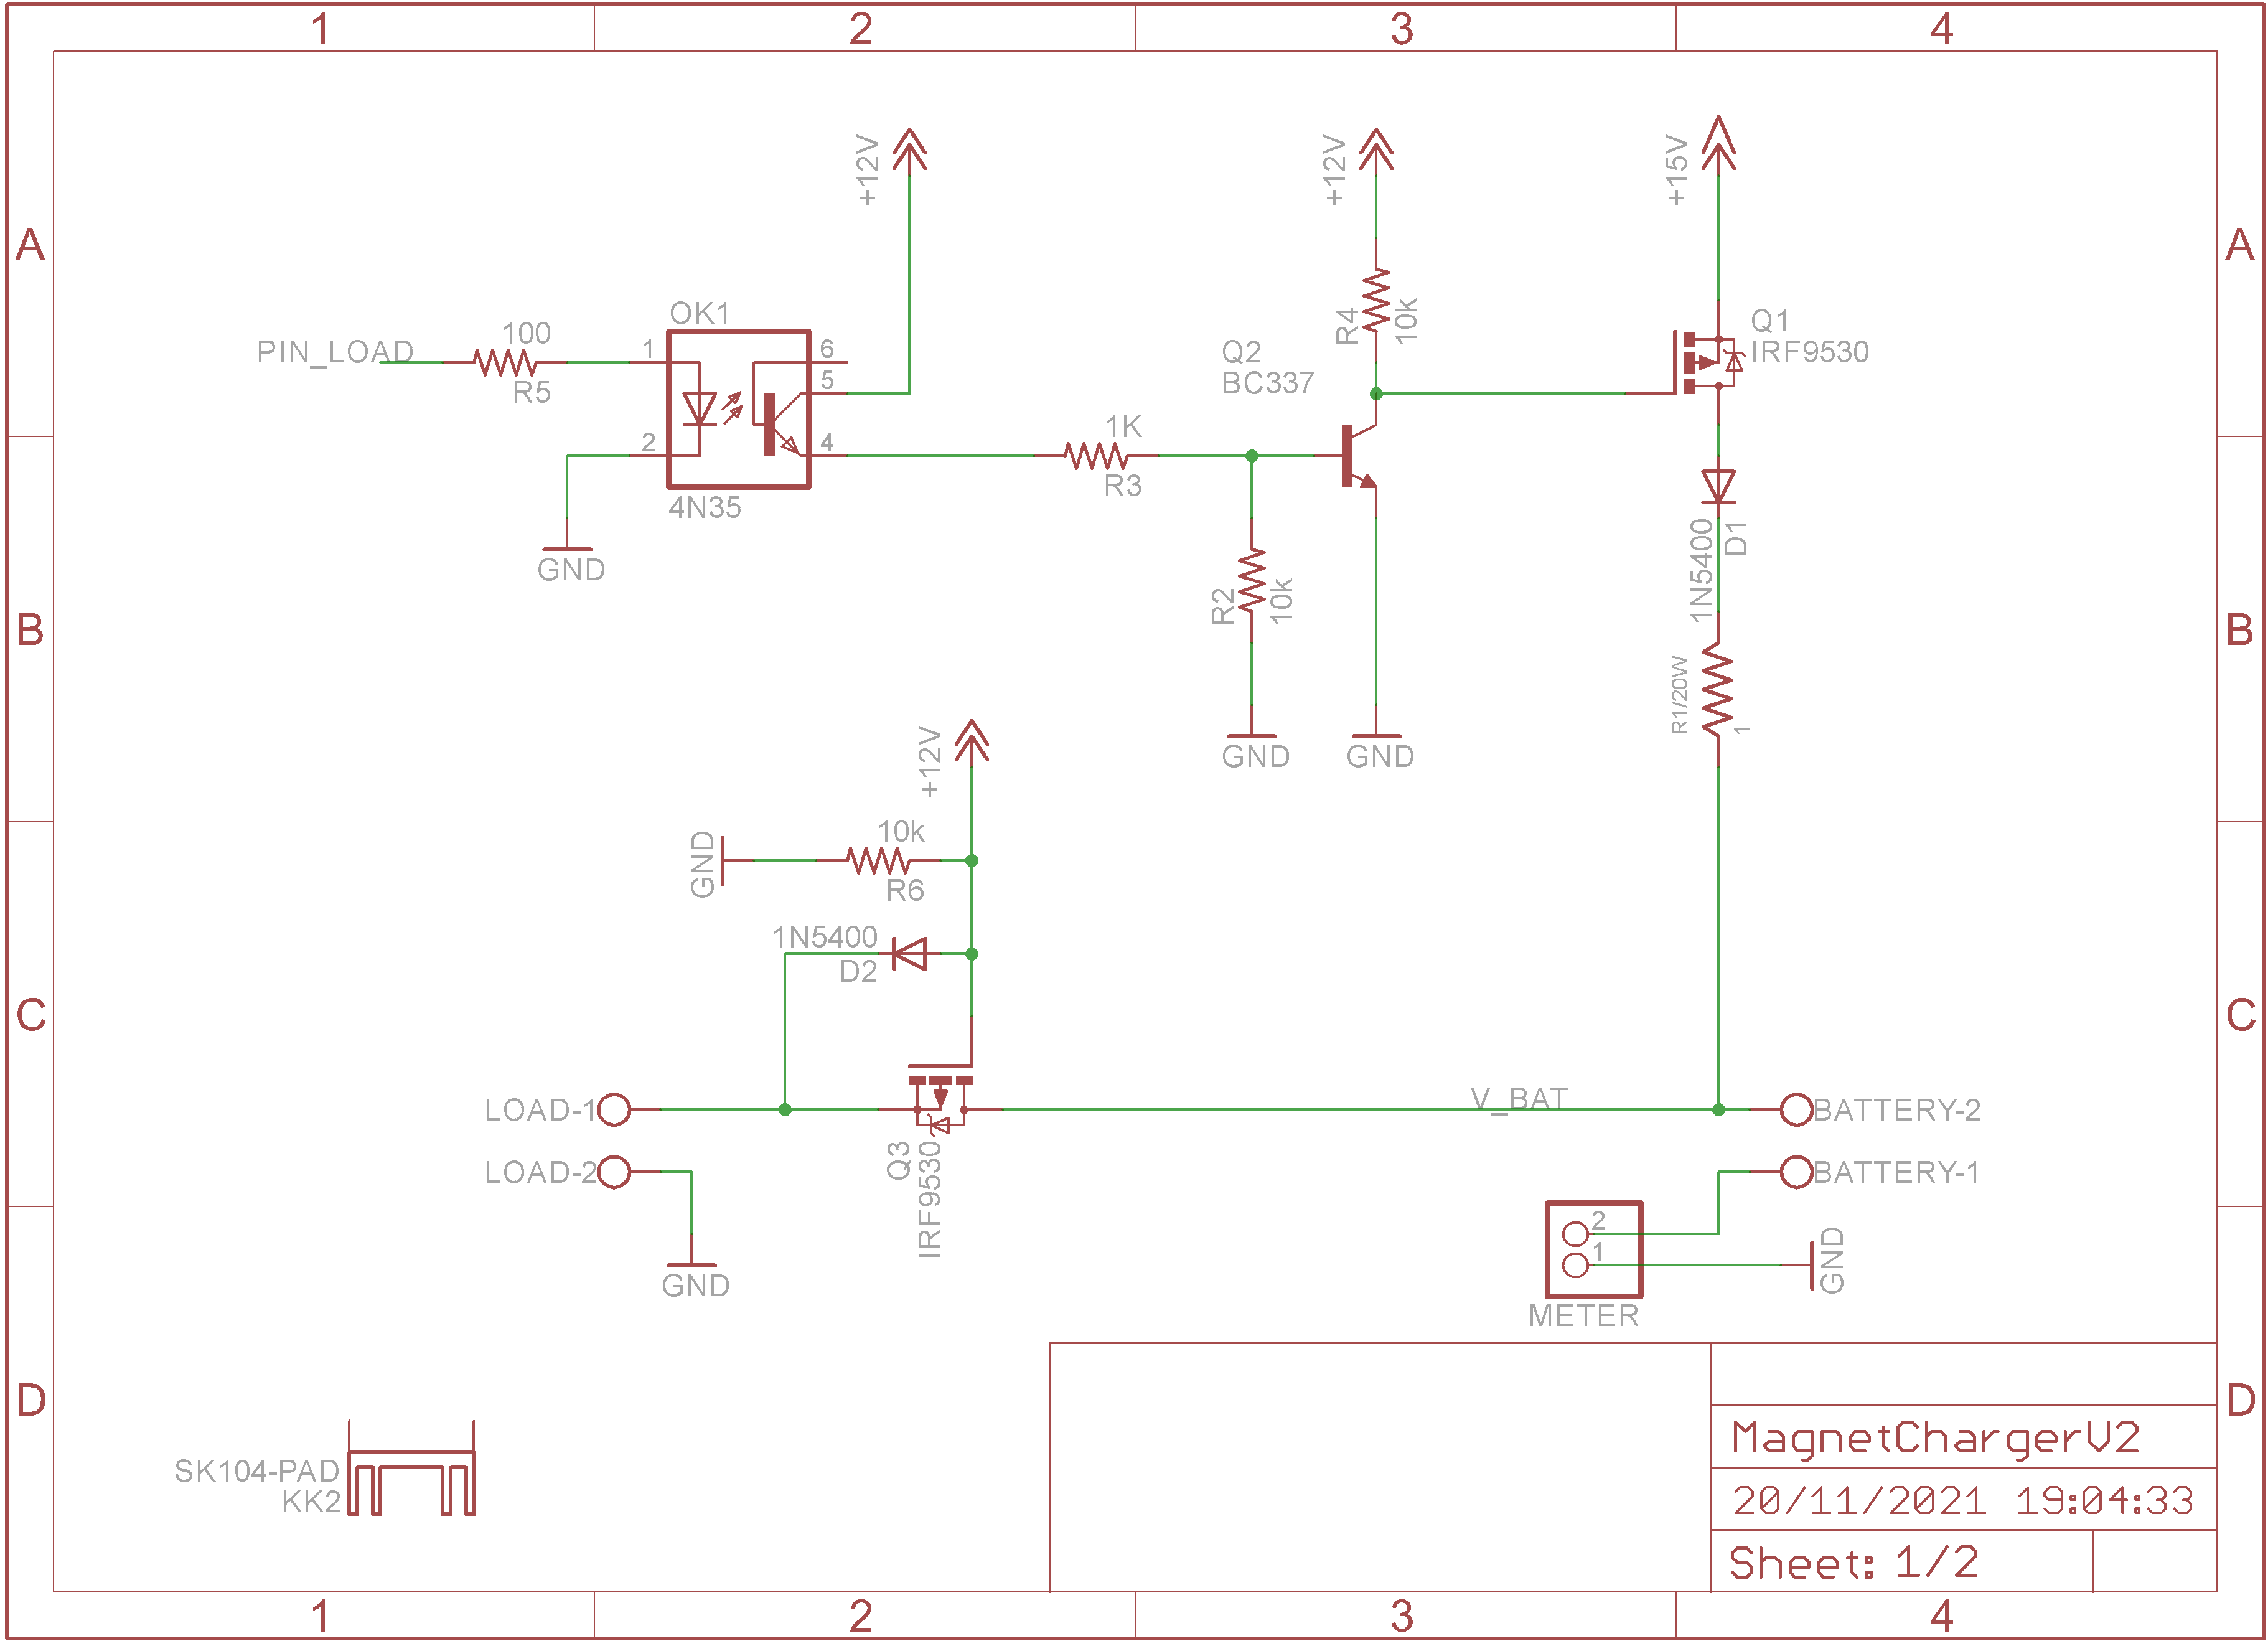 1 2 3 4
A A
+12V
+12V
+15V
OK1
PIN_LOAD
100
R5
1
2
6
5
4
4N35
GND
R4
10k
Q1
IRF9530
Q2
BC337
1K
R3
1N5400
D1
B B
R2
10k
R1/20W
1
GND
GND
+12V
10k
R6
GND
1N5400
D2
C C
LOAD-1
LOAD-2
GND
Q3
IRF9530
V_BAT
BATTERY-2
BATTERY-1
2
1
METER
GND
D D
SK104-PAD
KK2
MagnetChargerV2
20/11/2021 19:04:33
Sheet: 1/2
1 2 3 4